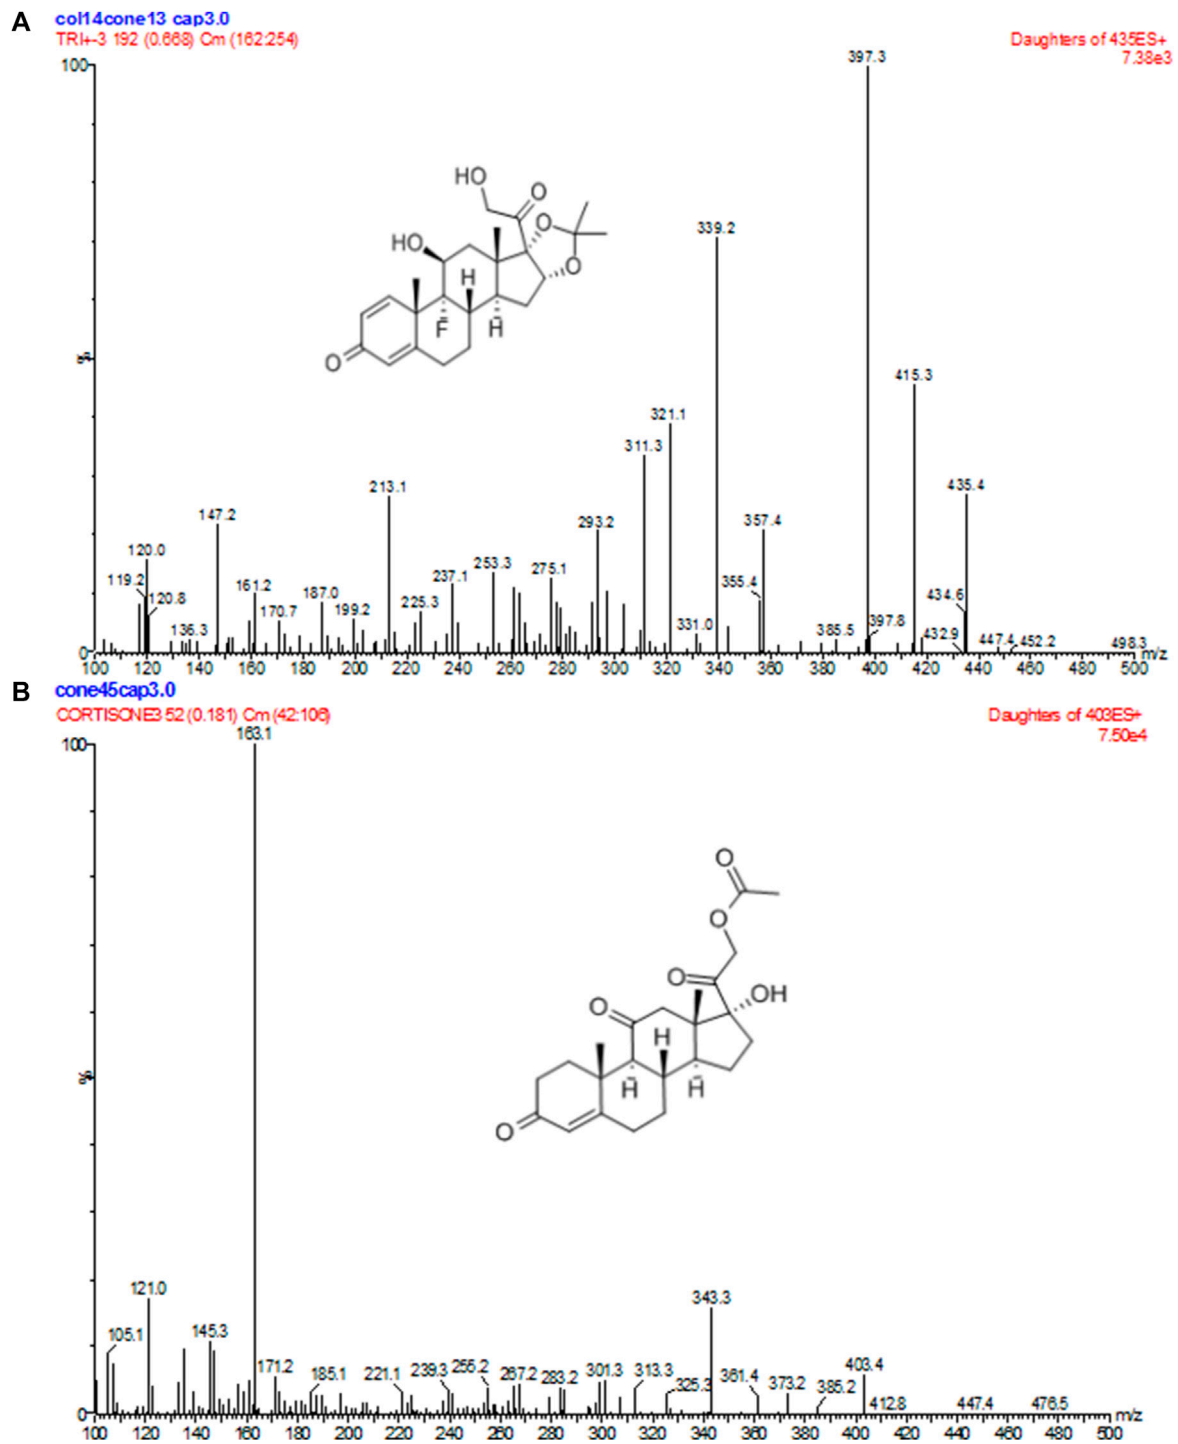 A
col14cone13 cap3.0
TRI+-3 192 (0.668) Cm (162:254)
Daughters of 435ES+
7.38e3
100
397.3
339.2
415.3
321.1
311.3
435.4
213.1
147.2
293.2
357.4
120.0
119.2
120.8
253.3
275.1
237.1
161.2
187.0
225.3
170.7
199.2
136.3
355.4
331.0
385.5
397.8
434.6
432.9
447.4
452.2
498.3
HO
O
O
HO
H
O
F
H
O
0
100 120 140 160 180 200 220 240 260 280 300 320 340 360 380 400 420 440 460 480 500
m/z
B
cone45cap3.0
CORTISONE3 52 (0.181) Cm (42:106)
Daughters of 403ES+
7.50e4
163.1
100
%
O
O
O
OH
O
H
H
H
O
121.0
343.3
105.1
145.3
171.2
185.1
221.1
239.3
255.2
267.2
283.2
301.3
313.3
325.3
361.4
373.2
385.2
403.4
412.8
447.4
476.5
0
100 120 140 160 180 200 220 240 260 280 300 320 340 360 380 400 420 440 460 480 500
m/z